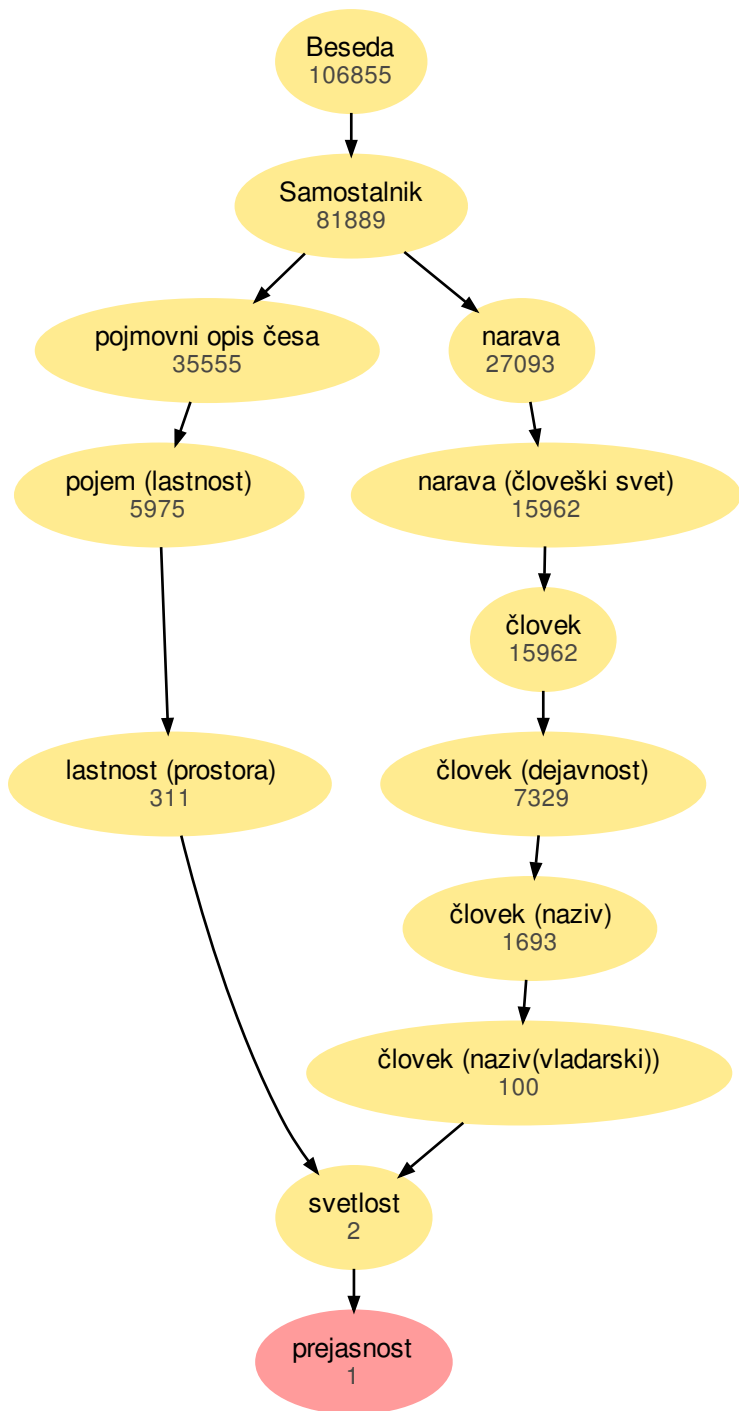 Beseda
106855
Samostalnik
81889
pojmovni opis česa
35555
narava
27093
pojem (lastnost)
5975
narava (človeški svet)
15962
človek
15962
lastnost (prostora)
311
človek (dejavnost)
7329
človek (naziv)
1693
človek (naziv(vladarski))
100
svetlost
2
prejasnost
1